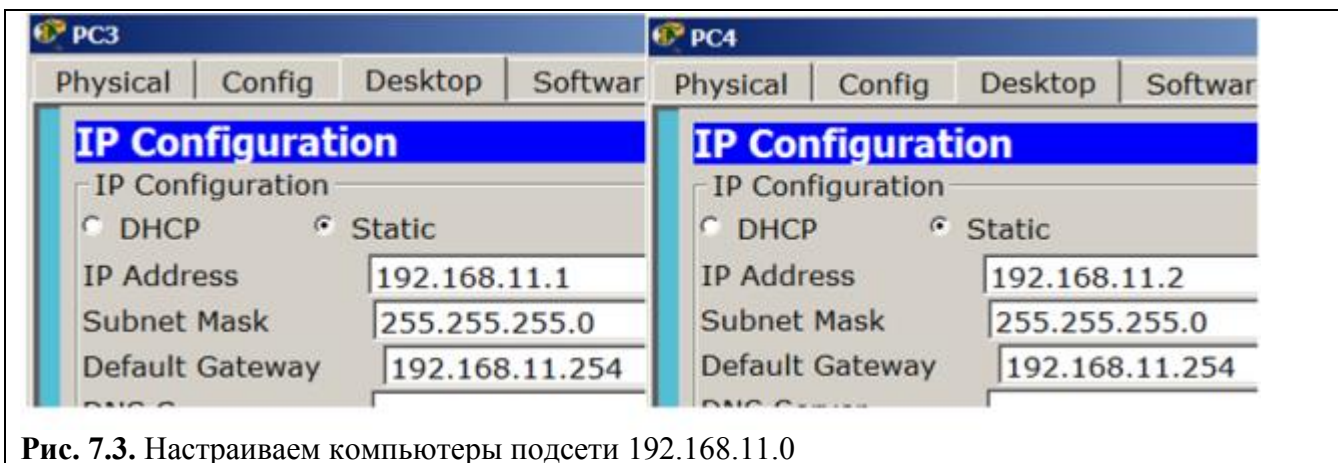 PC3
Physical Config Desktop Softwar
IP Configuration
IP Configuration
DHCP Static
IP Address 192.168.11.1
Subnet Mask 255.255.255.0
Default Gateway 192.168.11.254
PC4
Physical Config Desktop Softwar
IP Configuration
IP Configuration
DHCP Static
IP Address 192.168.11.2
Subnet Mask 255.255.255.0
Default Gateway 192.168.11.254
Рис. 7.3. Настраиваем компьютеры подсети 192.168.11.0